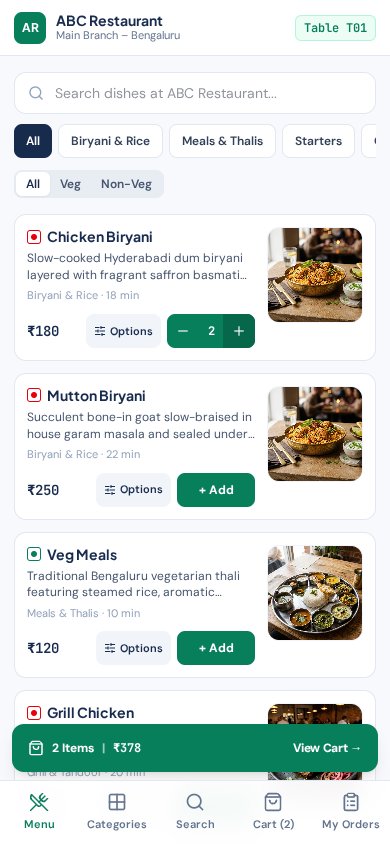 AR
ABC Restaurant
Main Branch – Bengaluru
Table T01
Search dishes at ABC Restaurant...
All
Biryani & Rice
Meals & Thalis
Starters
All
Veg
Non-Veg
Chicken Biryani
Slow-cooked Hyderabadi dum biryani
layered with fragrant saffron basmati...
Biryani & Rice · 18 min
₹180
Options
2
Mutton Biryani
Succulent bone-in goat slow-braised in
house garam masala and sealed under...
Biryani & Rice · 22 min
₹250
Options
+ Add
Veg Meals
Traditional Bengaluru vegetarian thali
featuring steamed rice, aromatic...
Meals & Thalis · 10 min
₹120
Options
+ Add
Grill Chicken
2 Items | ₹378
View Cart →
Grill & Tandoor · 20 min
Menu
Categories
Search
Cart (2)
My Orders